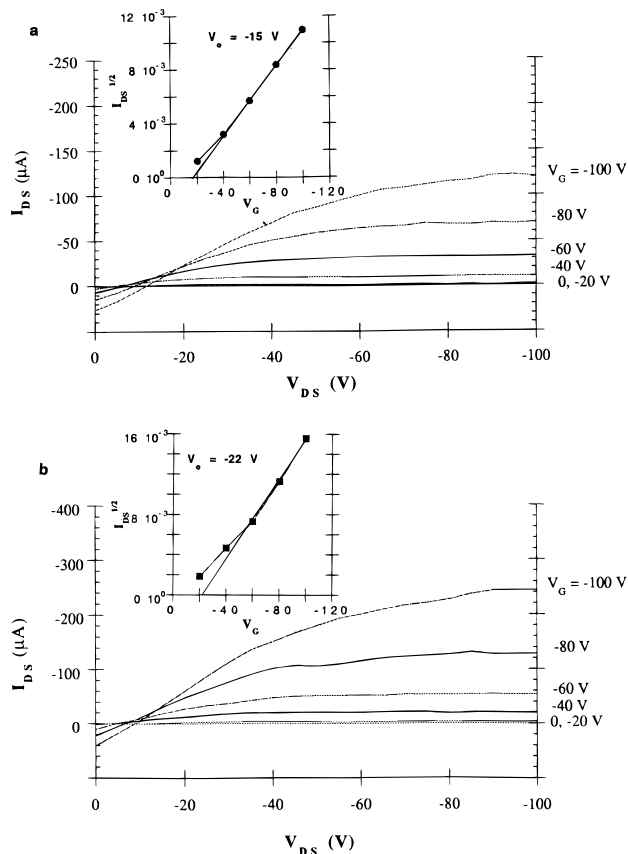 a
12 10⁻³
8 10⁻³
4 10⁻³
0 10⁰
I_DS^1/2
V_o = -15 V
0 -40 -80 -120
V_G
-250
-200
-150
-100
-50
0
I_DS (μA)
V_G = -100 V
-80 V
-60 V
-40 V
0, -20 V
0 -20 -40 -60 -80 -100
V_DS (V)
b
16 10⁻³
8 10⁻³
0 10⁰
I_DS^1/2
V_o = -22 V
0 -40 -80 -120
V_G
-400
-300
-200
-100
0
I_DS (μA)
V_G = -100 V
-80 V
-60 V
-40 V
0, -20 V
0 -20 -40 -60 -80 -100
V_DS (V)